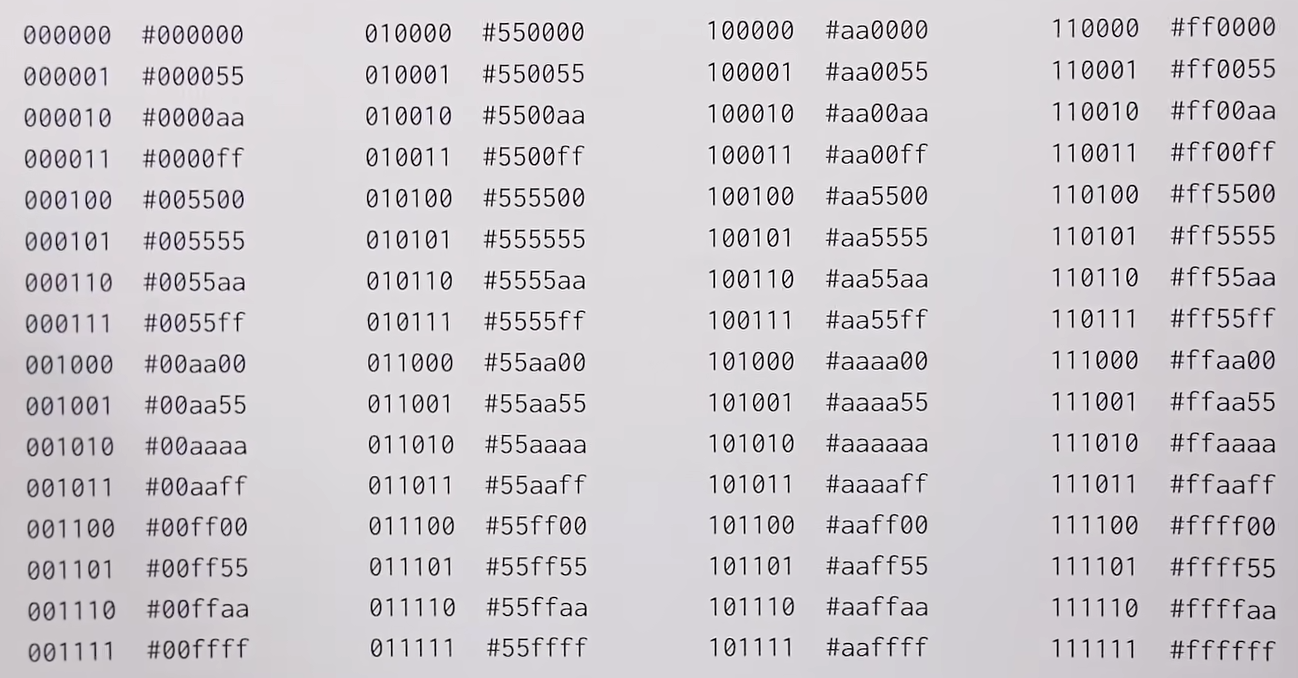 000000 #000000 010000 #550000 100000 #aa0000 110000 #ff0000
000001 #000055 010001 #550055 100001 #aa0055 110001 #ff0055
000010 #0000aa 010010 #5500aa 100010 #aa00aa 110010 #ff00aa
000011 #0000ff 010011 #5500ff 100011 #aa00ff 110011 #ff00ff
000100 #005500 010100 #555500 100100 #aa5500 110100 #ff5500
000101 #005555 010101 #555555 100101 #aa5555 110101 #ff5555
000110 #0055aa 010110 #5555aa 100110 #aa55aa 110110 #ff55aa
000111 #0055ff 010111 #5555ff 100111 #aa55ff 110111 #ff55ff
001000 #00aa00 011000 #55aa00 101000 #aaaa00 111000 #ffaa00
001001 #00aa55 011001 #55aa55 101001 #aaaa55 111001 #ffaa55
001010 #00aaaa 011010 #55aaaa 101010 #aaaaaa 111010 #ffaaaa
001011 #00aaff 011011 #55aaff 101011 #aaaaff 111011 #ffaaff
001100 #00ff00 011100 #55ff00 101100 #aaff00 111100 #ffff00
001101 #00ff55 011101 #55ff55 101101 #aaff55 111101 #ffff55
001110 #00ffaa 011110 #55ffaa 101110 #aaffaa 111110 #ffffaa
001111 #00ffff 011111 #55ffff 101111 #aaffff 111111 #ffffff